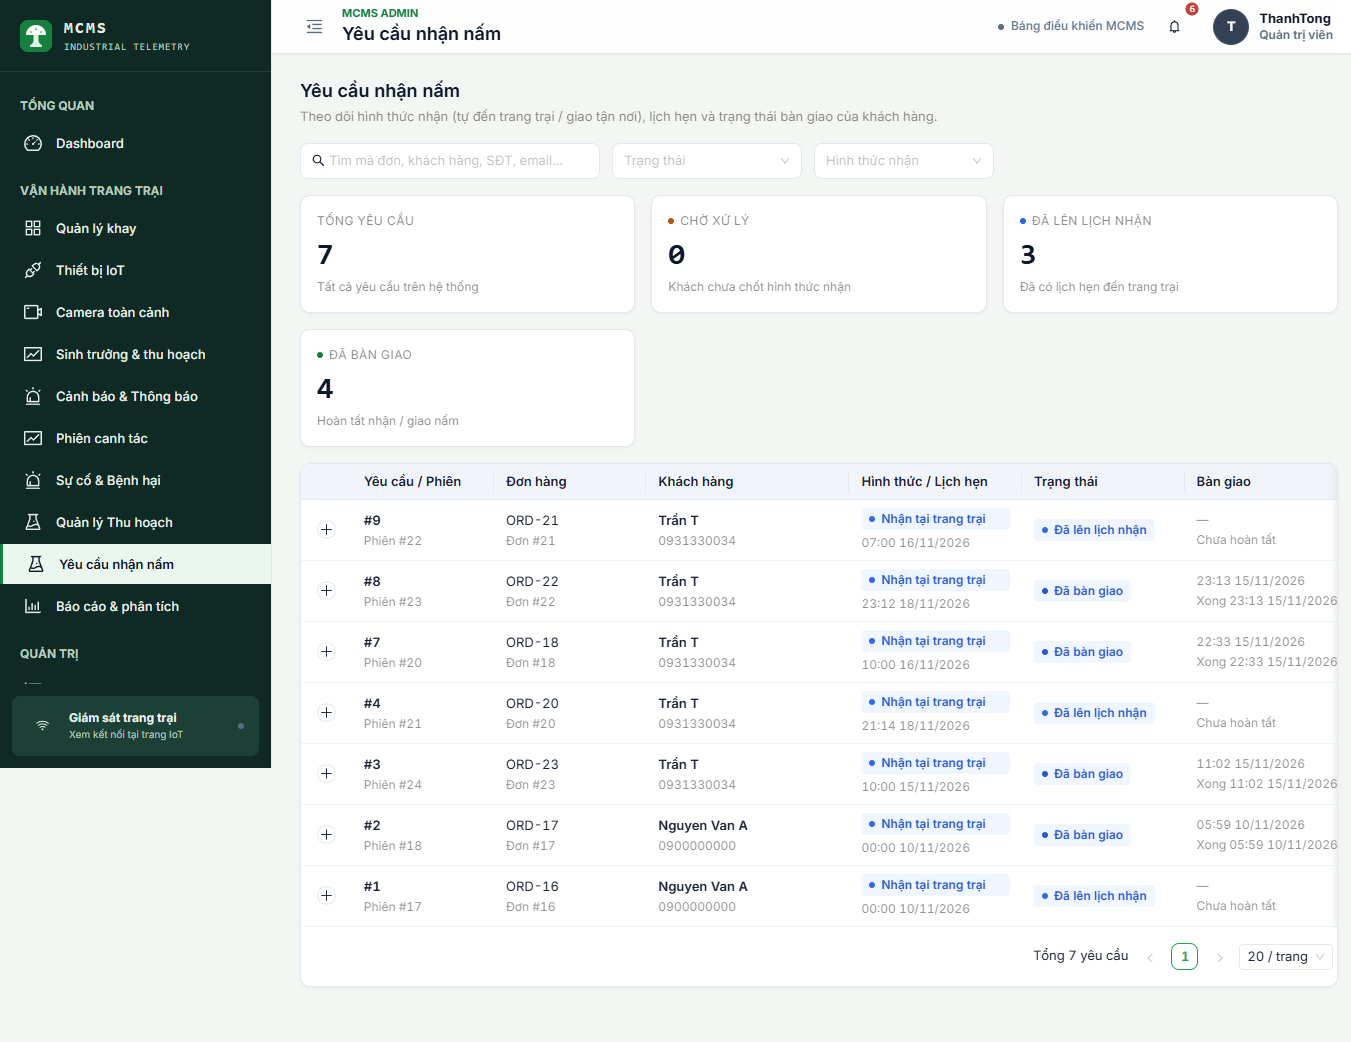 MCMS
INDUSTRIAL TELEMETRY
TỔNG QUAN
Dashboard
VẬN HÀNH TRANG TRẠI
Quản lý khay
Thiết bị IoT
Camera toàn cảnh
Sinh trưởng & thu hoạch
Cảnh báo & Thông báo
Phiên canh tác
Sự cố & Bệnh hại
Quản lý Thu hoạch
Yêu cầu nhận nấm
Báo cáo & phân tích
QUẢN TRỊ
Giám sát trang trại
Xem kết nối tại trang IoT
MCMS ADMIN
Yêu cầu nhận nấm
Bảng điều khiển MCMS
6
T
ThanhTong
Quản trị viên
Yêu cầu nhận nấm
Theo dõi hình thức nhận (tự đến trang trại / giao tận nơi), lịch hẹn và trạng thái bàn giao của khách hàng.
Tìm mã đơn, khách hàng, SĐT, email...
Trạng thái
Hình thức nhận
TỔNG YÊU CẦU
7
Tất cả yêu cầu trên hệ thống
CHỜ XỬ LÝ
0
Khách chưa chốt hình thức nhận
ĐÃ LÊN LỊCH NHẬN
3
Đã có lịch hẹn đến trang trại
ĐÃ BÀN GIAO
4
Hoàn tất nhận / giao nấm
Yêu cầu / Phiên Đơn hàng Khách hàng Hình thức / Lịch hẹn Trạng thái Bàn giao
#9 ORD-21 Trần T Nhận tại trang trại Đã lên lịch nhận —
Phiên #22 Đơn #21 0931330034 07:00 16/11/2026 Chưa hoàn tất
#8 ORD-22 Trần T Nhận tại trang trại Đã bàn giao 23:13 15/11/2026
Phiên #23 Đơn #22 0931330034 23:12 18/11/2026 Xong 23:13 15/11/2026
#7 ORD-18 Trần T Nhận tại trang trại Đã bàn giao 22:33 15/11/2026
Phiên #20 Đơn #18 0931330034 10:00 16/11/2026 Xong 22:33 15/11/2026
#4 ORD-20 Trần T Nhận tại trang trại Đã lên lịch nhận —
Phiên #21 Đơn #20 0931330034 21:14 18/11/2026 Chưa hoàn tất
#3 ORD-23 Trần T Nhận tại trang trại Đã bàn giao 11:02 15/11/2026
Phiên #24 Đơn #23 0931330034 10:00 15/11/2026 Xong 11:02 15/11/2026
#2 ORD-17 Nguyen Van A Nhận tại trang trại Đã bàn giao 05:59 10/11/2026
Phiên #18 Đơn #17 0900000000 00:00 10/11/2026 Xong 05:59 10/11/2026
#1 ORD-16 Nguyen Van A Nhận tại trang trại Đã lên lịch nhận —
Phiên #17 Đơn #16 0900000000 00:00 10/11/2026 Chưa hoàn tất
Tổng 7 yêu cầu < 1 > 20 / trang